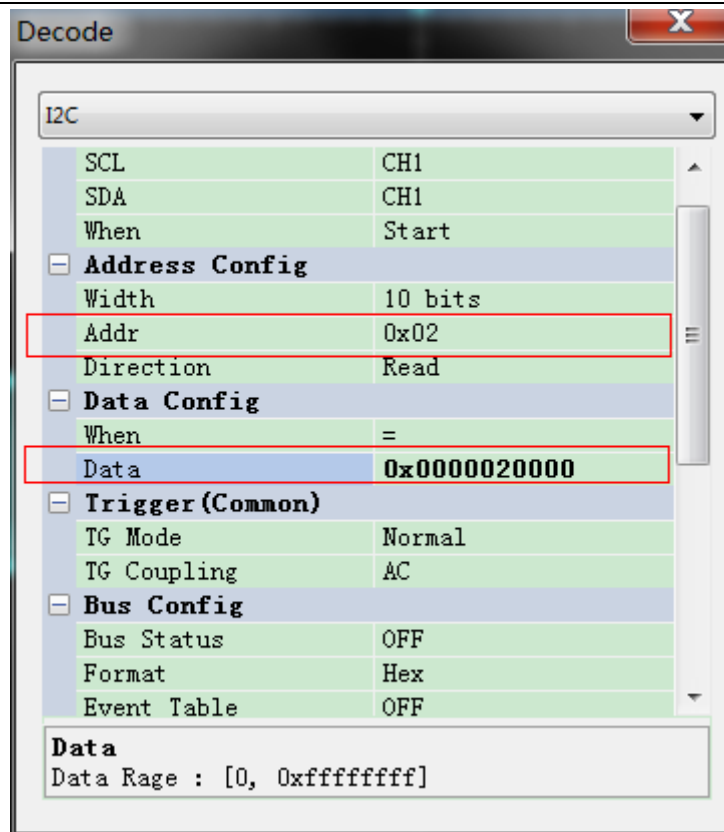 Decode
I2C
SCL CH1
SDA CH1
When Start
Address Config
Width 10 bits
Addr 0x02
Direction Read
Data Config
When =
Data 0x0000020000
Trigger(Common)
TG Mode Normal
TG Coupling AC
Bus Config
Bus Status OFF
Format Hex
Event Table OFF
Data
Data Rage : [0, 0xffffffff]